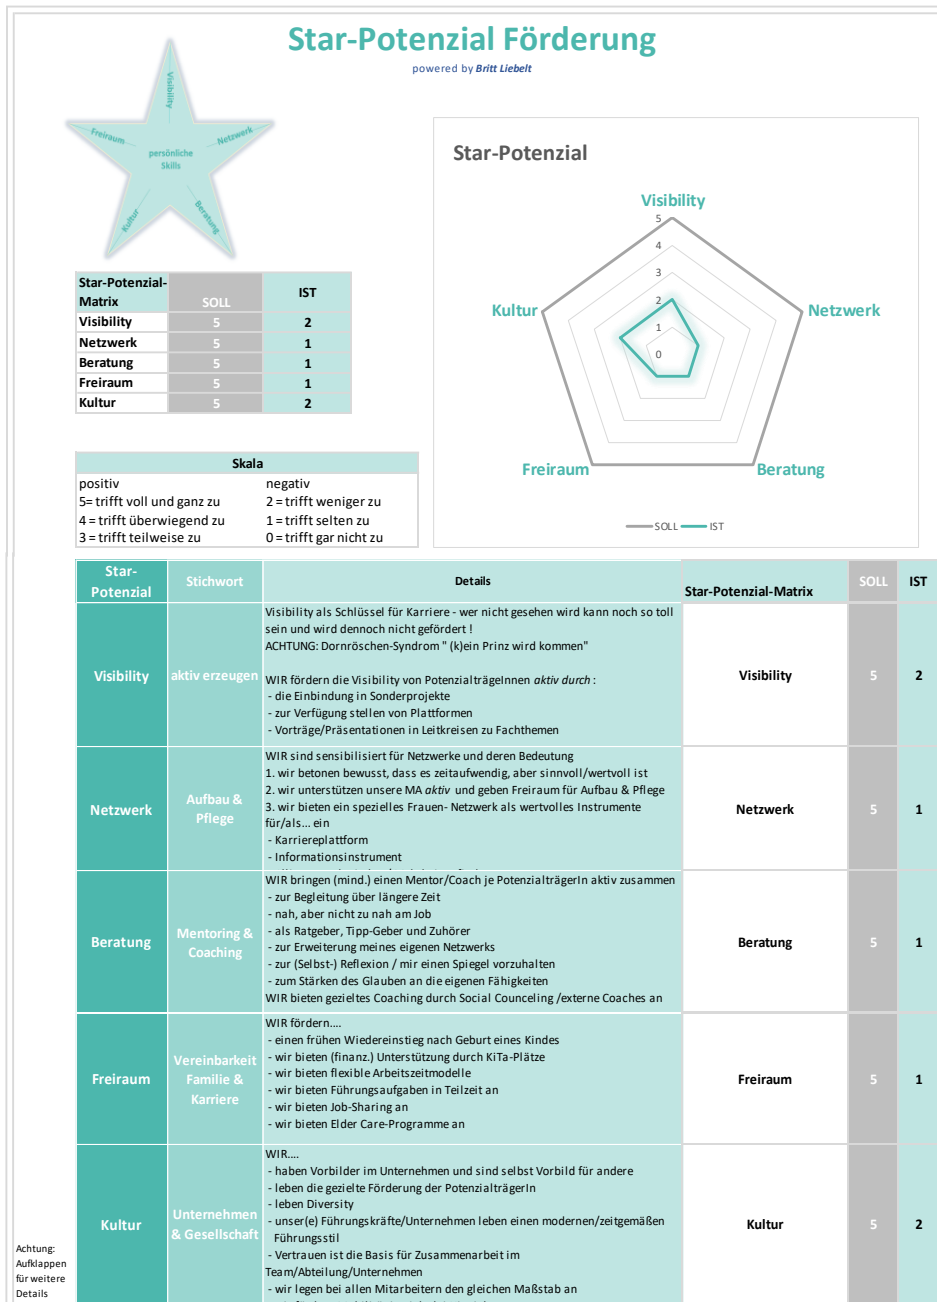 Star-Potenzial Förderung
powered by Britt Liebelt
Visibility
Freiraum
Netzwerk
persönliche
Skills
Kultur
Beratung
Star-Potenzial-
Matrix
SOLL
IST
Visibility
5
2
Netzwerk
5
1
Beratung
5
1
Freiraum
5
1
Kultur
5
2
Skala
positiv
negativ
5= trifft voll und ganz zu
2 = trifft weniger zu
4 = trifft überwiegend zu
1 = trifft selten zu
3 = trifft teilweise zu
0 = trifft gar nicht zu
Star-Potenzial
Visibility
5
4
3
2
1
0
Kultur
Netzwerk
Freiraum
Beratung
SOLL
IST
Star-
Potenzial
Stichwort
Details
Star-Potenzial-Matrix
SOLL
IST
Visibility
aktiv erzeugen
Visibility als Schlüssel für Karriere - wer nicht gesehen wird kann noch so toll
sein und wird dennoch nicht gefördert !
ACHTUNG: Dornröschen-Syndrom " (k)ein Prinz wird kommen"
WIR fördern die Visibility von PotenzialträgeInnen aktiv durch :
- die Einbindung in Sonderprojekte
- zur Verfügung stellen von Plattformen
- Vorträge/Präsentationen in Leitkreisen zu Fachthemen
Visibility
5
2
Netzwerk
Aufbau &
Pflege
WIR sind sensibilisiert für Netzwerke und deren Bedeutung
1. wir betonen bewusst, dass es zeitaufwendig, aber sinnvoll/wertvoll ist
2. wir unterstützen unsere MA aktiv und geben Freiraum für Aufbau & Pflege
3. wir bieten ein spezielles Frauen- Netzwerk als wertvolles Instrumente
für/als... ein
- Karriereplattform
- Informationsinstrument
Netzwerk
5
1
Beratung
Mentoring &
Coaching
WIR bringen (mind.) einen Mentor/Coach je PotenzialträgerIn aktiv zusammen
- zur Begleitung über längere Zeit
- nah, aber nicht zu nah am Job
- als Ratgeber, Tipp-Geber und Zuhörer
- zur Erweiterung meines eigenen Netzwerks
- zur (Selbst-) Reflexion / mir einen Spiegel vorzuhalten
- zum Stärken des Glauben an die eigenen Fähigkeiten
WIR bieten gezieltes Coaching durch Social Counceling /externe Coaches an
Beratung
5
1
Freiraum
Vereinbarkeit
Familie &
Karriere
WIR fördern....
- einen frühen Wiedereinstieg nach Geburt eines Kindes
- wir bieten (finanz.) Unterstützung durch KiTa-Plätze
- wir bieten flexible Arbeitszeitmodelle
- wir bieten Führungsaufgaben in Teilzeit an
- wir bieten Job-Sharing an
- wir bieten Elder Care-Programme an
Freiraum
5
1
Kultur
Unternehmen
& Gesellschaft
WIR....
- haben Vorbilder im Unternehmen und sind selbst Vorbild für andere
- leben die gezielte Förderung der PotenzialträgerIn
- leben Diversity
- unser(e) Führungskräfte/Unternehmen leben einen modernen/zeitgemäßen
Führungsstil
- Vertrauen ist die Basis für Zusammenarbeit im
Team/Abteilung/Unternehmen
- wir legen bei allen Mitarbeitern den gleichen Maßstab an
Kultur
5
2
Achtung:
Aufklappen
für weitere
Details